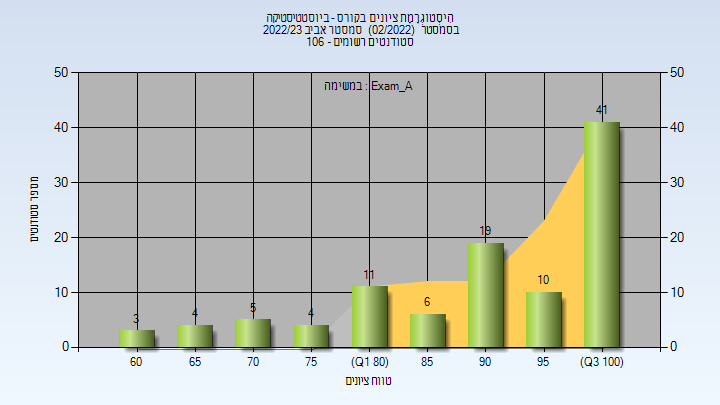 הִיסְטוֹגְרָמַת ציונים בקורס - ביוסטטיסטיקה
בסמסטר (02/2022) סמסטר אביב 2022/23
סטודנטים רשומים - 106
במשימה : Exam_A
מספר סטודנטים
50 50
40 40
30 30
20 20
10 10
0 0
3 4 5 4 11 6 19 10 41
60 65 70 75 (Q1 80) 85 90 95 (Q3 100)
טווח ציונים